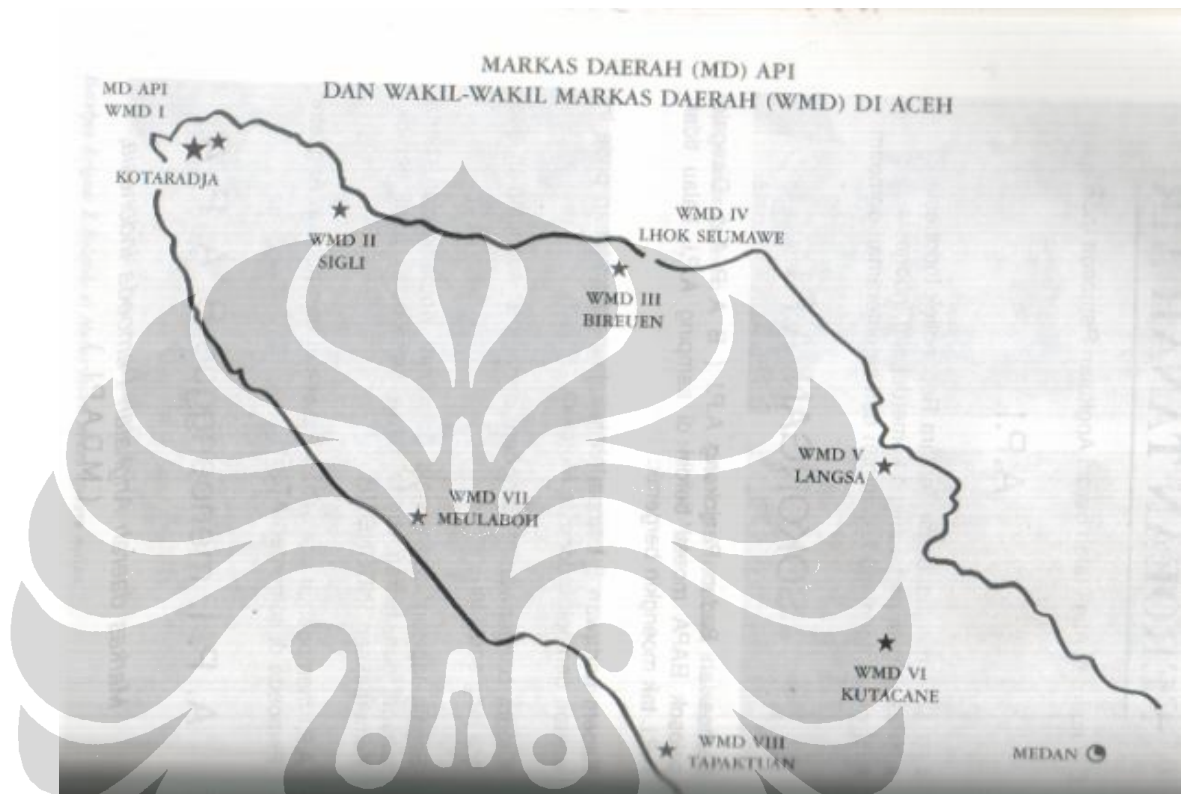 MARKAS DAERAH (MD) API
DAN WAKIL-WAKIL MARKAS DAERAH (WMD) DI ACEH
MD API
WMD I
KOTARADJA
WMD II
SIGLI
WMD IV
LHOK SEUMAWE
WMD III
BIREUEN
WMD V
LANGSA
WMD VII
MEULABOH
WMD VI
KUTACANE
WMD VIII
TAPAKTUAN
MEDAN